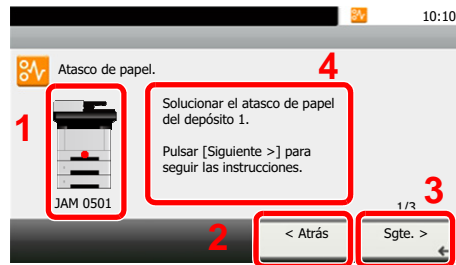 10:10
Atasco de papel.
4
1
Solucionar el atasco de papel
del depósito 1.
Pulsar [Siguiente >] para
seguir las instrucciones.
JAM 0501
1/3
3
2
< Atrás
Sgte. >